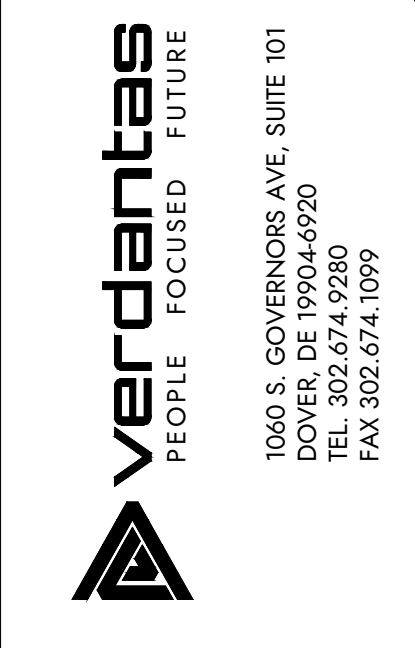 verdantas
PEOPLE FOCUSED FUTURE
1060 S. GOVERNORS AVE, SUITE 101
DOVER, DE 19904-6920
TEL. 302.674.9280
FAX 302.674.1099